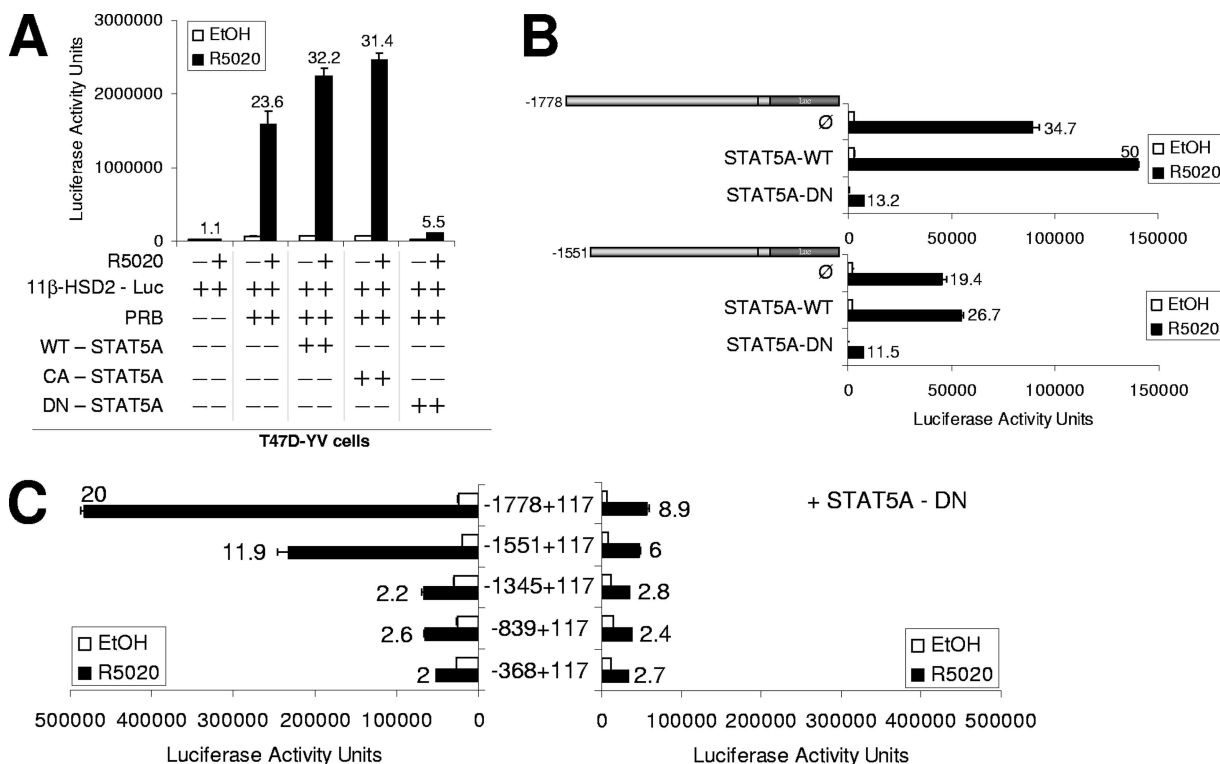 A
EtOH
R5020
Luciferase Activity Units
3000000
2000000
1000000
0
1.1
23.6
32.2
31.4
5.5
R5020 — + — + — + — + — +
11β-HSD2 - Luc + + + + + + + + + +
PRB — — + + + + + + + +
WT – STAT5A — — — — + + — — — —
CA – STAT5A — — — — — — + + — —
DN – STAT5A — — — — — — — — + +
T47D-YV cells
B
-1778
Luc
Ø
34.7
STAT5A-WT
50
STAT5A-DN
13.2
EtOH
R5020
0 50000 100000 150000
-1551
Luc
Ø
19.4
STAT5A-WT
26.7
STAT5A-DN
11.5
EtOH
R5020
0 50000 100000 150000
Luciferase Activity Units
C
+ STAT5A - DN
20 -1778+117 8.9
11.9 -1551+117 6
2.2 -1345+117 2.8
2.6 -839+117 2.4
2 -368+117 2.7
EtOH
R5020
EtOH
R5020
500000 400000 300000 200000 100000 0
0 100000 200000 300000 400000 500000
Luciferase Activity Units
Luciferase Activity Units